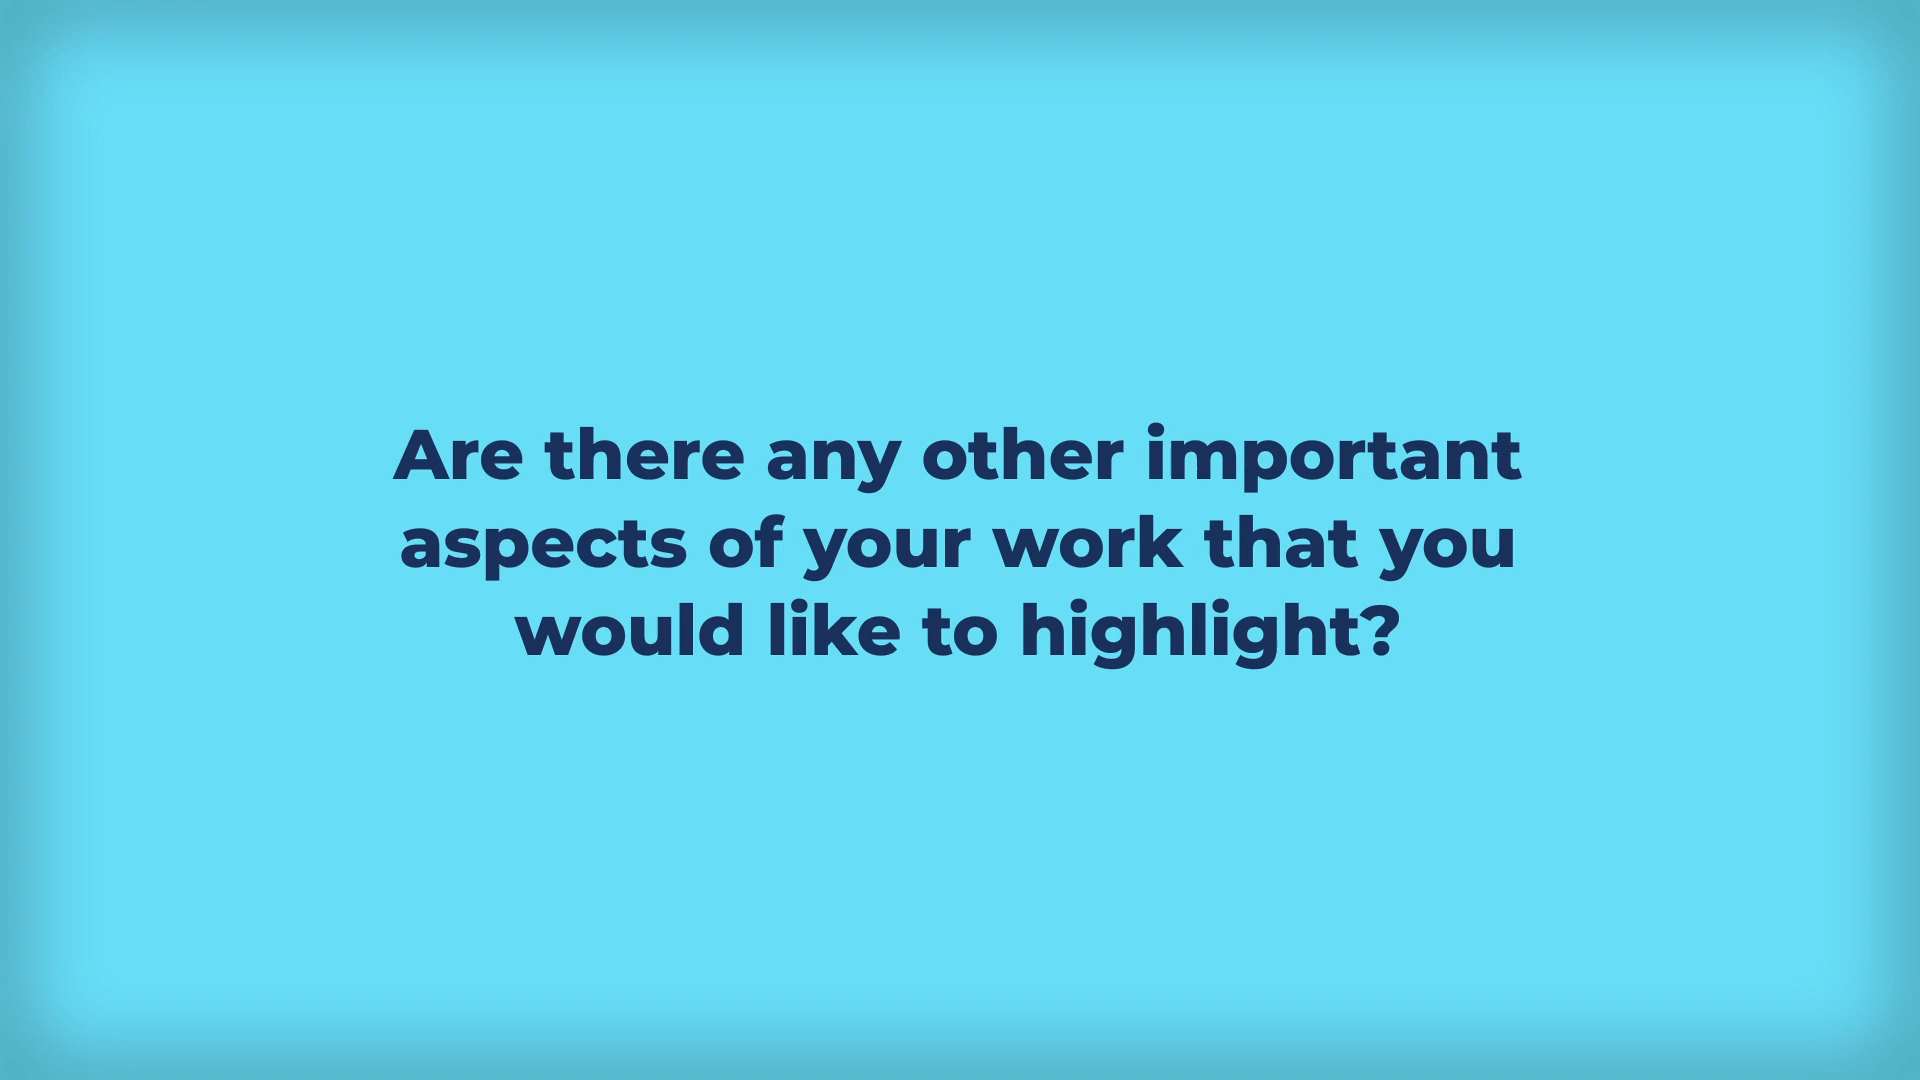 Are there any other important
aspects of your work that you
would like to highlight?